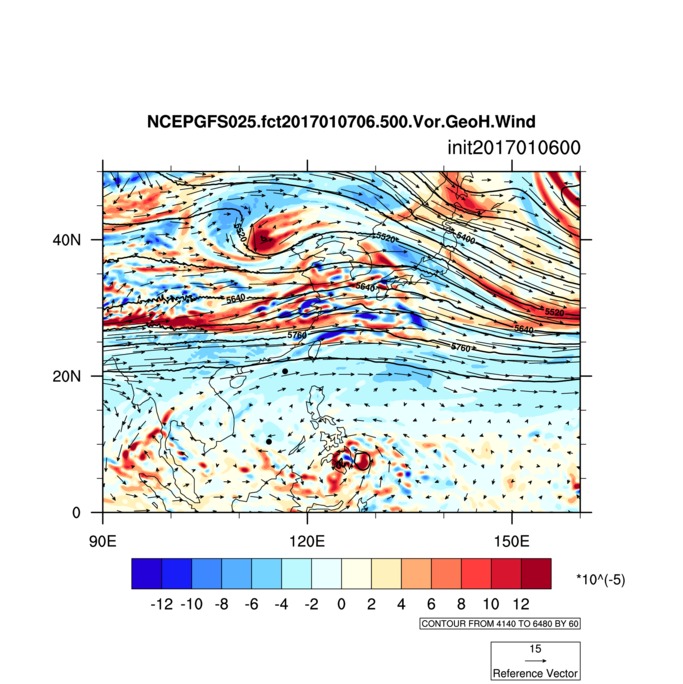 NCEPGFS025.fct2017010706.500.Vor.GeoH.Wind
init2017010600
40N
20N
0
90E 120E 150E
5520
5520
5400
5640
5640
5520
5640
5760
5760
-12 -10 -8 -6 -4 -2 0 2 4 6 8 10 12
*10^(-5)
CONTOUR FROM 4140 TO 6480 BY 60
15
Reference Vector